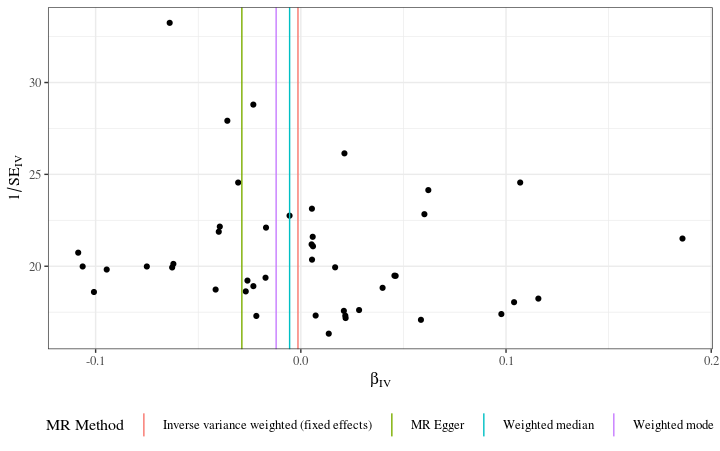 30
25
20
1/SE_IV
-0.1
0.0
0.1
0.2
β_IV
MR Method
Inverse variance weighted (fixed effects)
MR Egger
Weighted median
Weighted mode